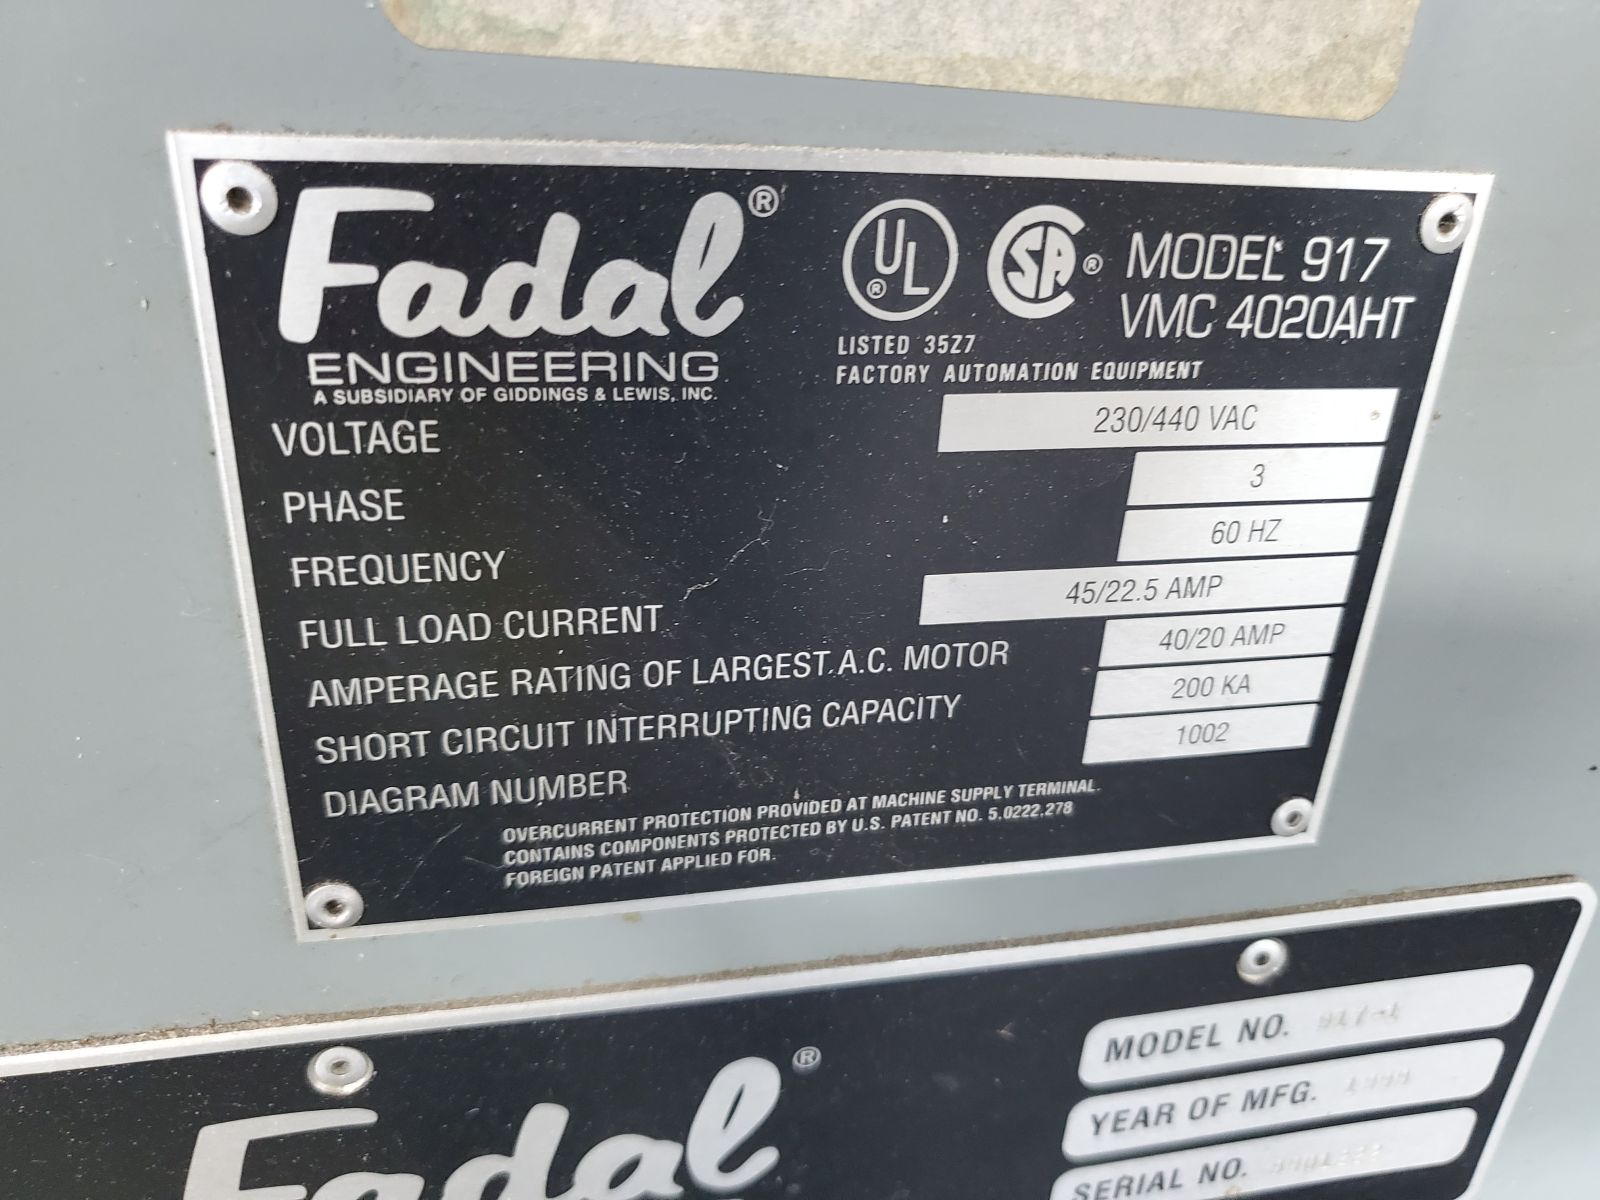 Fadal®
ENGINEERING
A SUBSIDIARY OF GIDDINGS & LEWIS, INC.
UL® SA®
LISTED 35Z7
FACTORY AUTOMATION EQUIPMENT
MODEL 917
VMC 4020AHT
VOLTAGE 230/440 VAC
PHASE 3
FREQUENCY 60 HZ
FULL LOAD CURRENT 45/22.5 AMP
AMPERAGE RATING OF LARGEST A.C. MOTOR 40/20 AMP
SHORT CIRCUIT INTERRUPTING CAPACITY 200 KA
DIAGRAM NUMBER 1002
OVERCURRENT PROTECTION PROVIDED AT MACHINE SUPPLY TERMINAL.
CONTAINS COMPONENTS PROTECTED BY U.S. PATENT NO. 5.0222.278
FOREIGN PATENT APPLIED FOR.
Fadal®
MODEL NO. 917-1
YEAR OF MFG.
SERIAL NO.